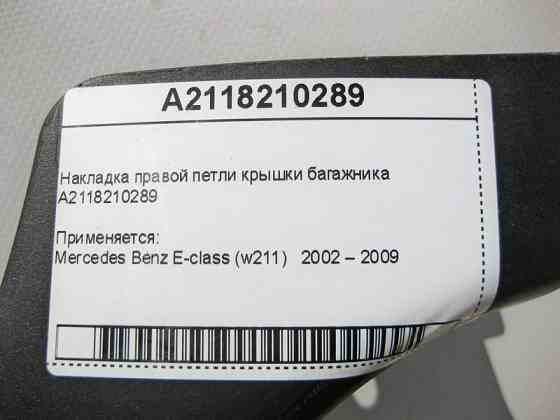 A2118210289
Накладка правой петли крышки багажника
A2118210289
Применяется:
Mercedes Benz E-class (w211) 2002 – 2009